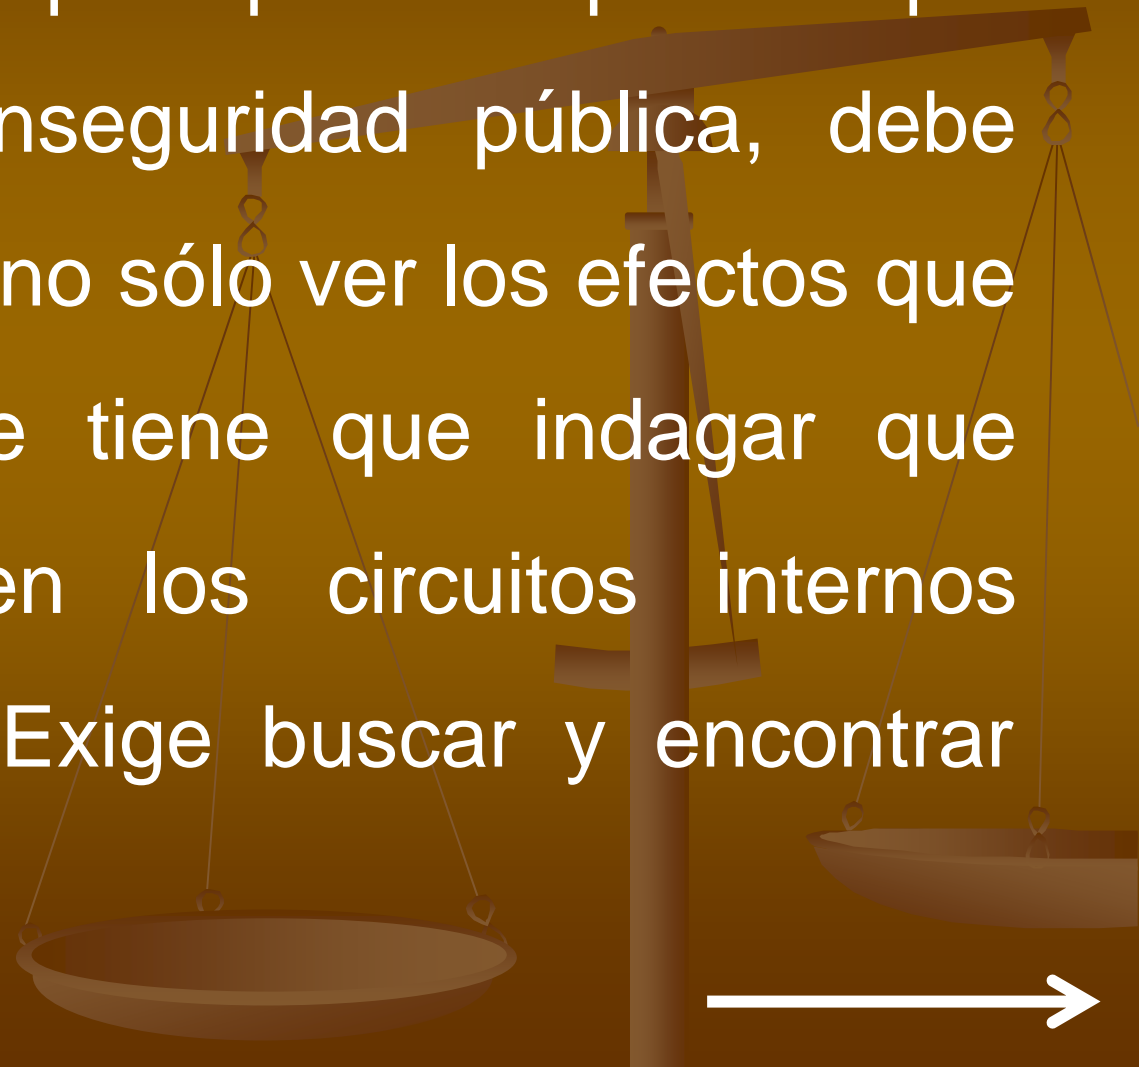 nseguridad pública, debe
no sólo ver los efectos que
e tiene que indagar que
en los circuitos internos
Exige buscar y encontrar